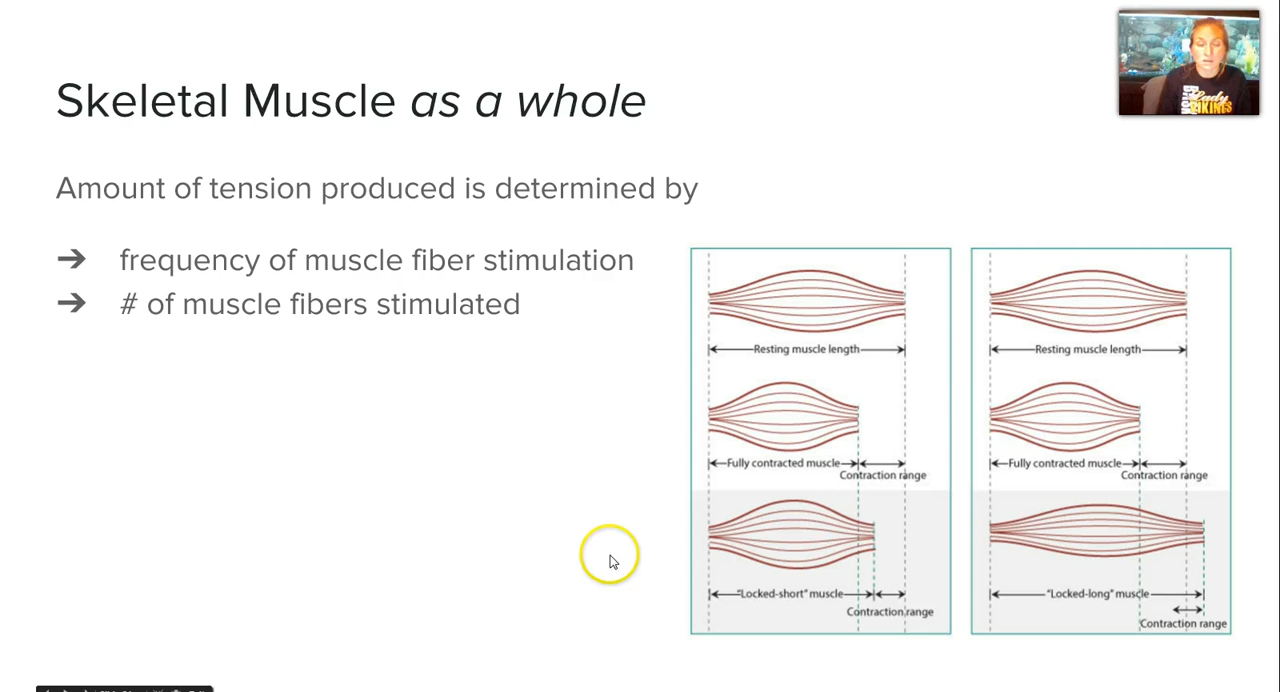 Skeletal Muscle as a whole
Amount of tension produced is determined by
➔ frequency of muscle fiber stimulation
➔ # of muscle fibers stimulated
Resting muscle length
Fully contracted muscle
Contraction range
"Locked-short" muscle
Contraction range
Resting muscle length
Fully contracted muscle
Contraction range
"Locked-long" muscle
Contraction range
Lady
VIKINGS